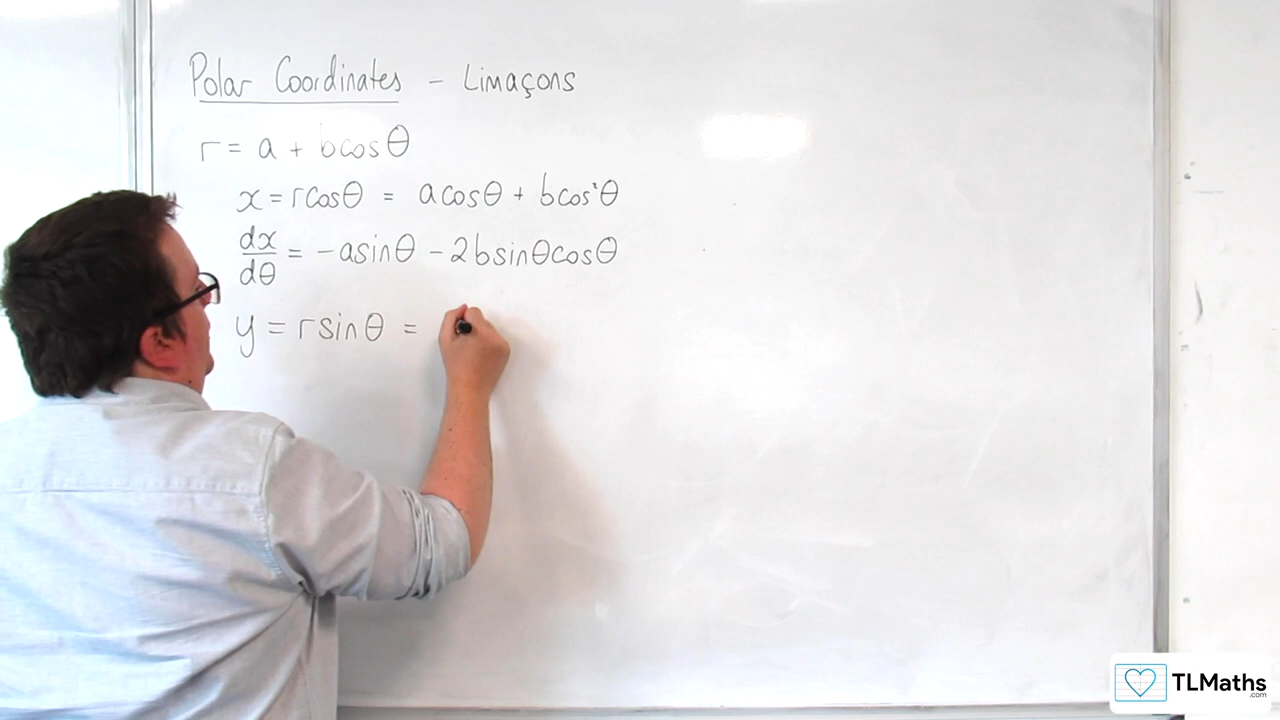 Polar Coordinates - Limaçons
r = a + bcosθ
x = rcosθ = acosθ + bcos²θ
dx/dθ = -asinθ - 2bsinθcosθ
y = rsinθ =
TLMaths
.com